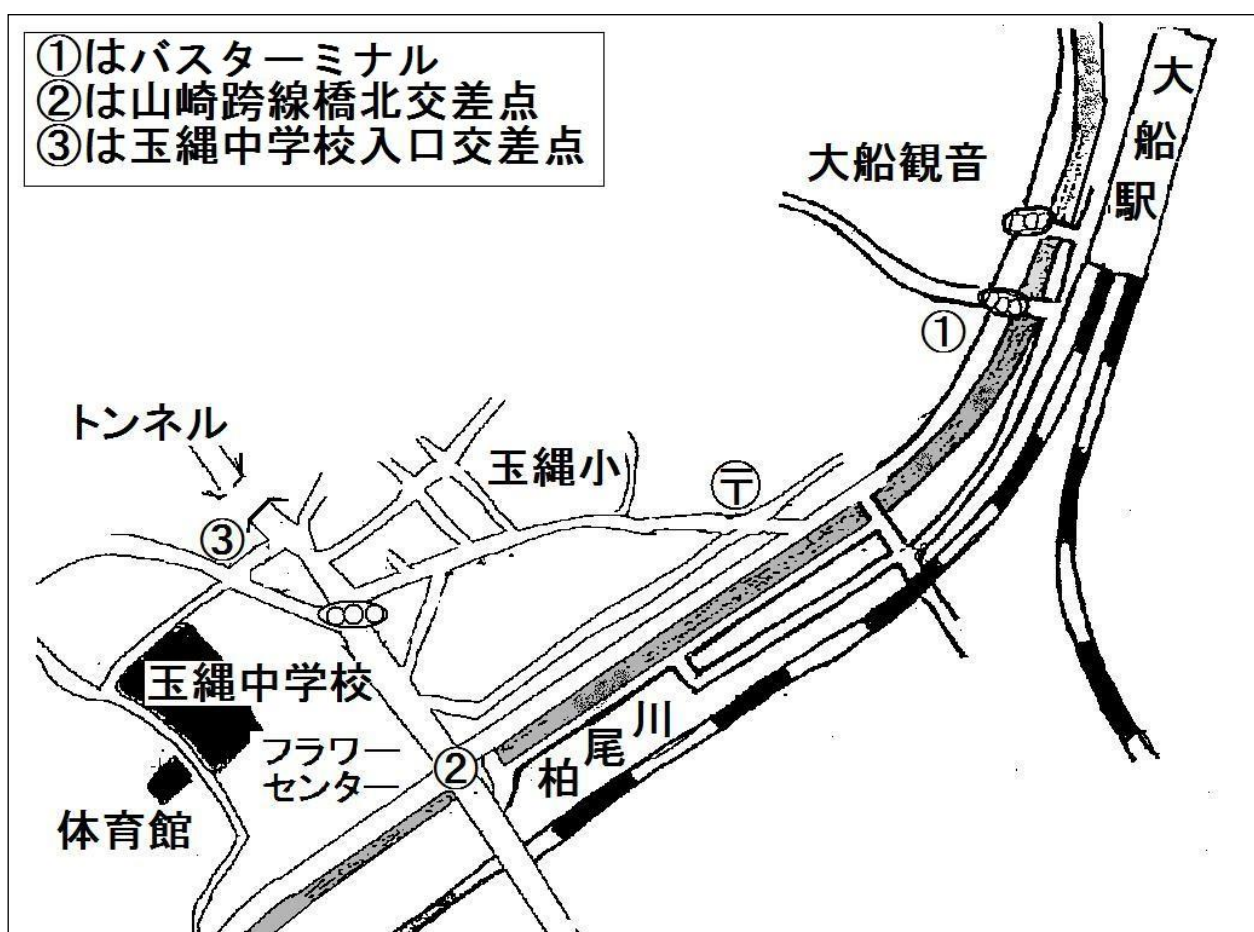 ①はバスターミナル
②は山崎跨線橋北交差点
③は玉縄中学校入口交差点
大船駅
大船観音
①
トンネル
玉縄小
〒
③
玉縄中学校
フラワー
センター
②
柏尾川
体育館